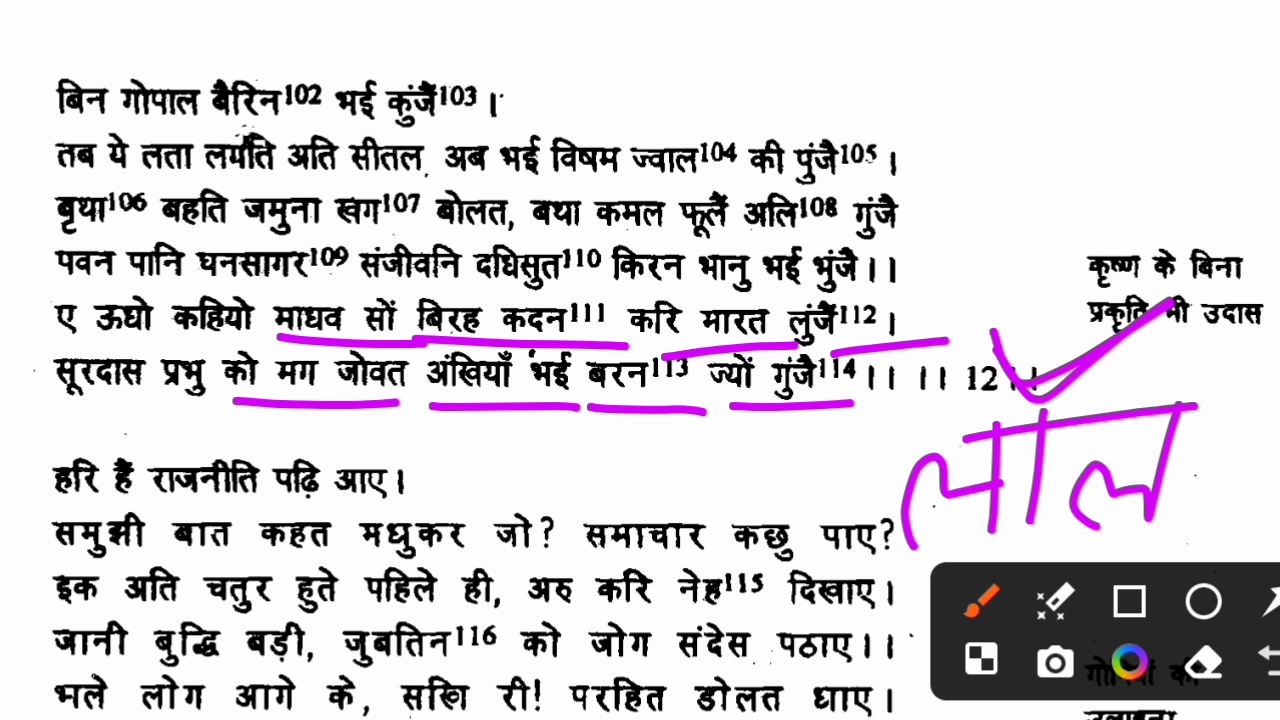 बिन गोपाल बैरिन102 भई कुंजैं103।
तब ये लता लगति अति सीतल, अब भई विषम ज्वाल104 की पुंजै105।
बृथा106 बहति जमुना खग107 बोलत, बथा कमल फूलैं अलि108 गुंजै
पवन पानि घनसागर109 संजीवनि दधिसुत110 किरन भानु भई भुंजै।।
ए ऊधो कहियो माधव सों बिरह कदन111 करि मारत लुंजैं112।
सूरदास प्रभु को मग जोवत अंखियाँ भई बरन113 ज्यों गुंजै114।। ।। 12।।
कृष्ण के बिना
प्रकृति भी उदास
लाल
हरि हैं राजनीति पढ़ि आए।
समुझी बात कहत मधुकर जो? समाचार कछु पाए?
इक अति चतुर हुते पहिले ही, अरु करि नेह115 दिखाए।
जानी बुद्धि बड़ी, जुबतिन116 को जोग संदेस पठाए।।
भले लोग आगे के, सखि री! परहित डोलत धाए।